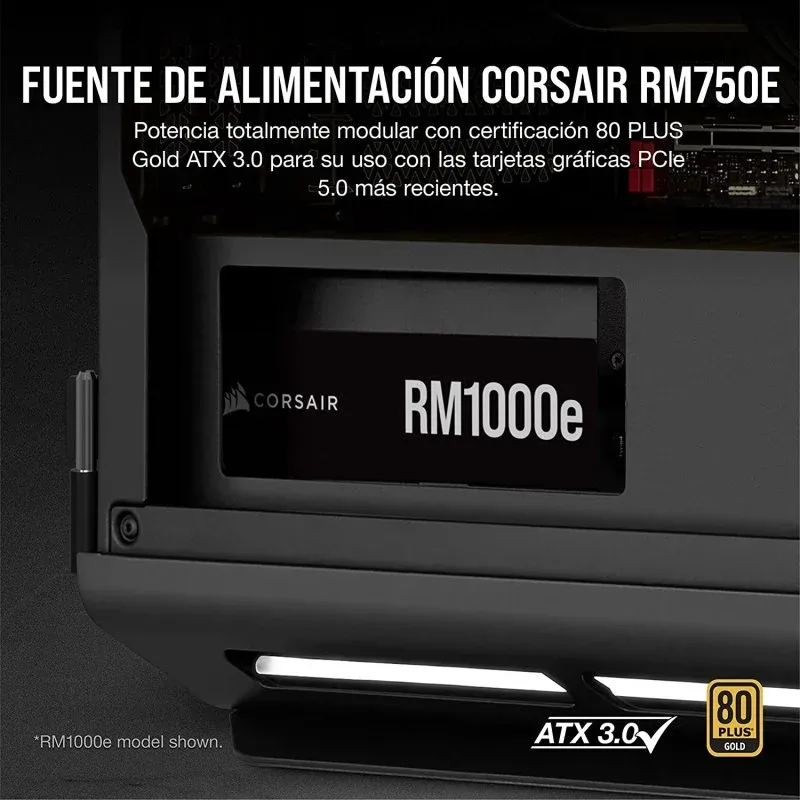 FUENTE DE ALIMENTACIÓN CORSAIR RM750E
Potencia totalmente modular con certificación 80 PLUS
Gold ATX 3.0 para su uso con las tarjetas gráficas PCIe
5.0 más recientes.
CORSAIR
RM1000e
*RM1000e model shown.
ATX 3.0
80
PLUS
GOLD